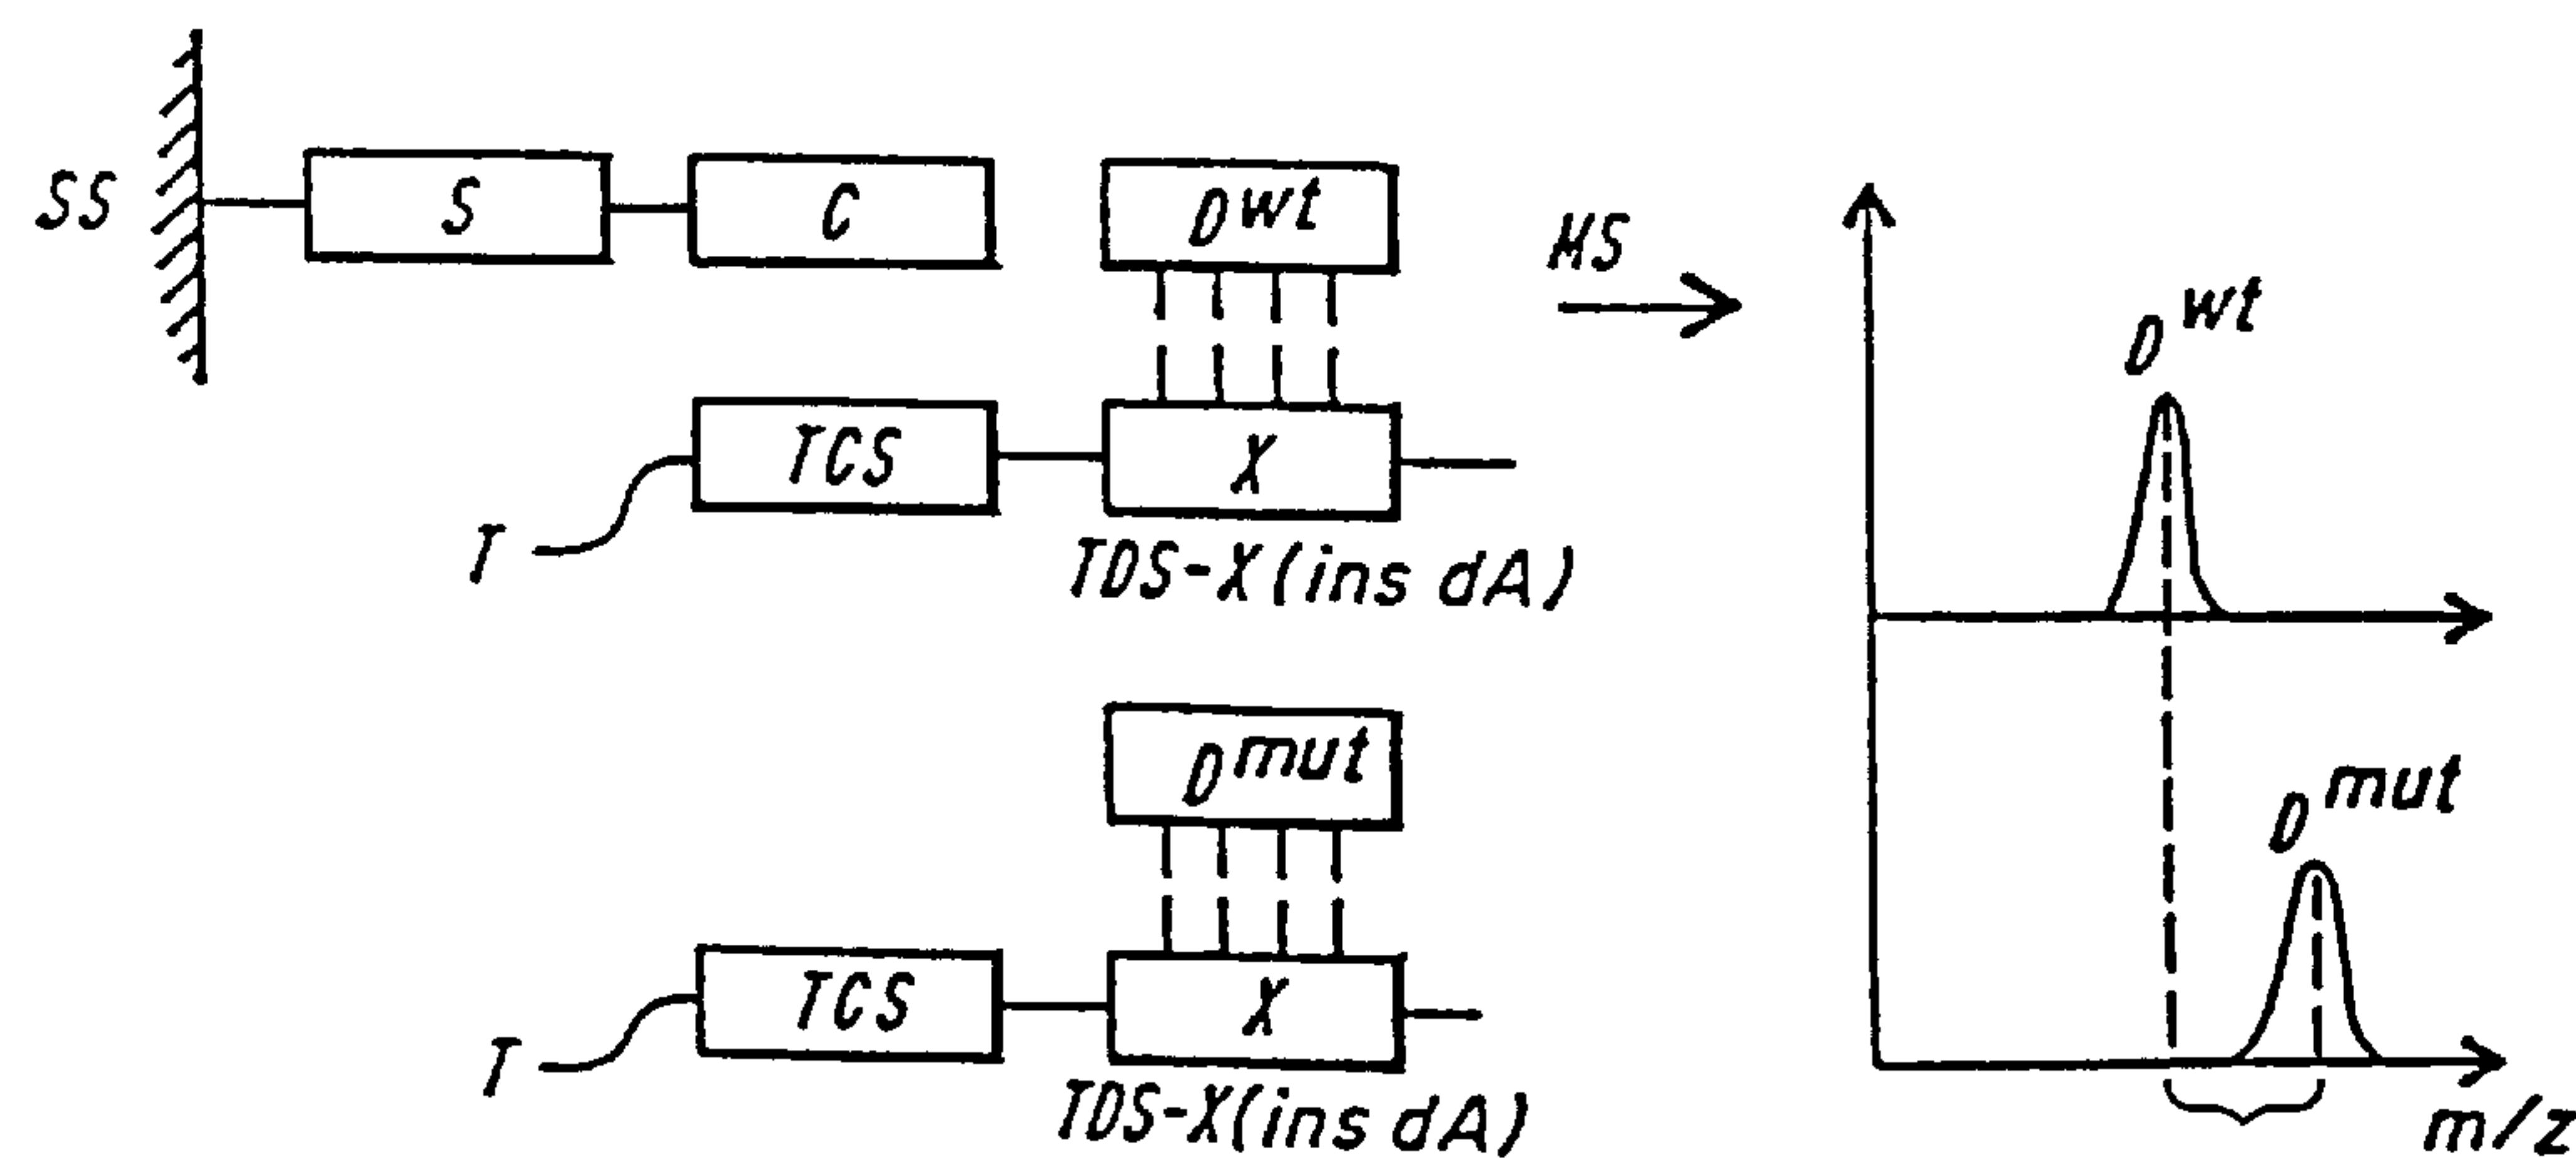 SS
S
C
D wt
MS
D wt
TCS
X
T
TDS-X(ins dA)
D mut
D mut
TCS
X
T
TDS-X(ins dA)
m/z